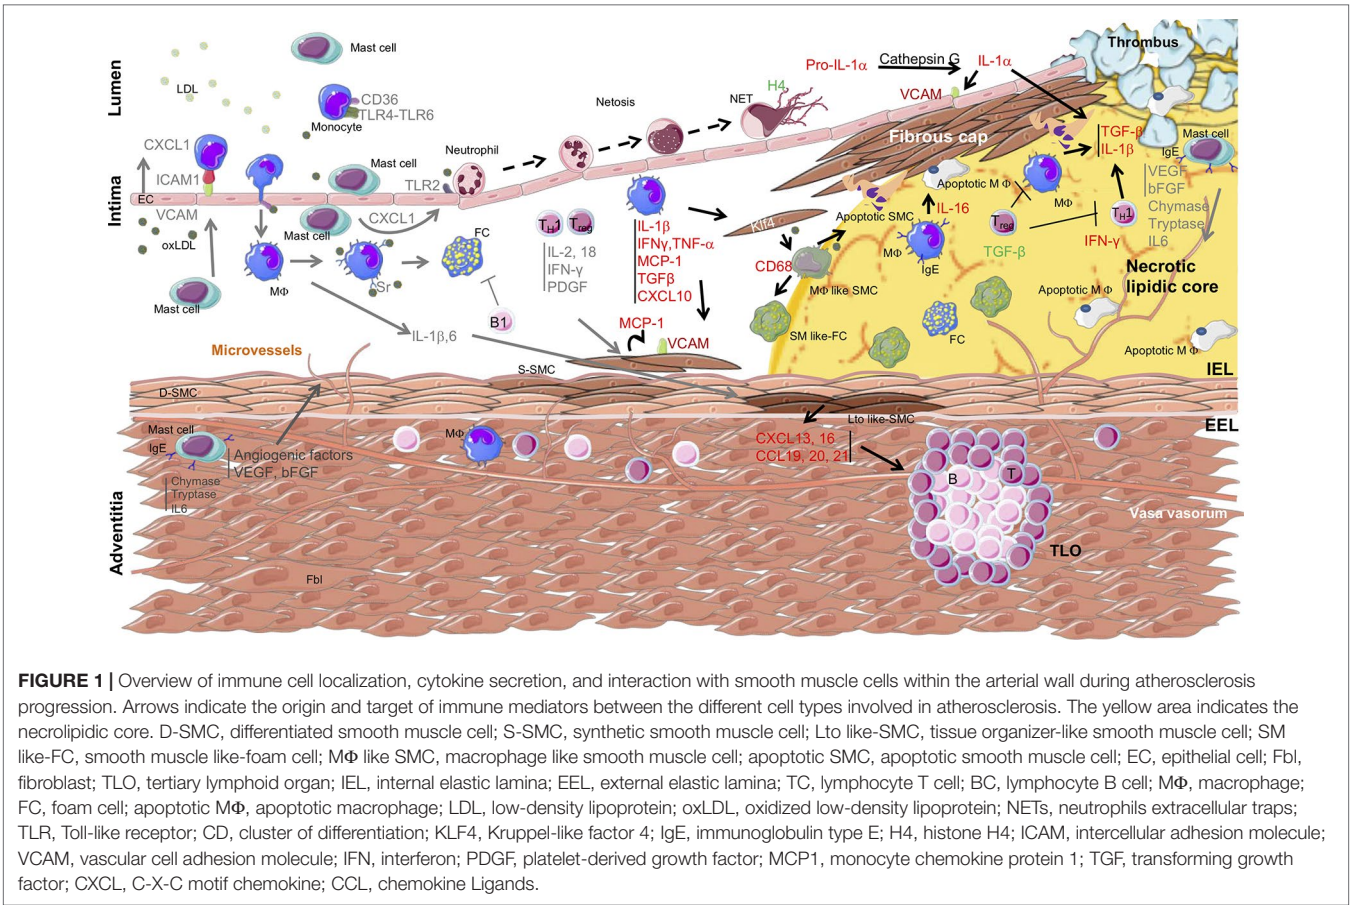 Lumen
Intima
Adventitia
Mast cell
LDL
CD36
TLR4-TLR6
Monocyte
CXCL1
ICAM1
EC
VCAM
oxLDL
Mast cell
Mast cell
CXCL1
TLR2
Neutrophil
Netosis
NET
H4
Pro-IL-1α
Cathepsin G
IL-1α
VCAM
Thrombus
Fibrous cap
TGF-β
IL-1β
Mast cell
IgE
VEGF
bFGF
Chymase
Tryptase
IL6
Mast cell
MΦ
Sr
FC
B1
IL-1β,6
TH1
Treg
IL-2, 18
IFN-γ
PDGF
IL-1β
IFNγ,TNF-α
MCP-1
TGFβ
CXCL10
MCP-1
VCAM
Klf4
CD68
Apoptotic SMC
MΦ like SMC
SM like-FC
Apoptotic M Φ
IL-16
MΦ
IgE
MΦ
Treg
TH1
TGF-β
IFN-γ
Necrotic
lipidic core
Apoptotic M Φ
FC
Apoptotic M Φ
IEL
EEL
Microvessels
S-SMC
D-SMC
Lto like-SMC
Mast cell
IgE
Angiogenic factors
VEGF, bFGF
Chymase
Tryptase
IL6
MΦ
CXCL13, 16
CCL19, 20, 21
B
T
TLO
Vasa vasorum
Fbl
FIGURE 1 | Overview of immune cell localization, cytokine secretion, and interaction with smooth muscle cells within the arterial wall during atherosclerosis
progression. Arrows indicate the origin and target of immune mediators between the different cell types involved in atherosclerosis. The yellow area indicates the
necrolipidic core. D-SMC, differentiated smooth muscle cell; S-SMC, synthetic smooth muscle cell; Lto like-SMC, tissue organizer-like smooth muscle cell; SM
like-FC, smooth muscle like-foam cell; MΦ like SMC, macrophage like smooth muscle cell; apoptotic SMC, apoptotic smooth muscle cell; EC, epithelial cell; Fbl,
fibroblast; TLO, tertiary lymphoid organ; IEL, internal elastic lamina; EEL, external elastic lamina; TC, lymphocyte T cell; BC, lymphocyte B cell; MΦ, macrophage;
FC, foam cell; apoptotic MΦ, apoptotic macrophage; LDL, low-density lipoprotein; oxLDL, oxidized low-density lipoprotein; NETs, neutrophils extracellular traps;
TLR, Toll-like receptor; CD, cluster of differentiation; KLF4, Kruppel-like factor 4; IgE, immunoglobulin type E; H4, histone H4; ICAM, intercellular adhesion molecule;
VCAM, vascular cell adhesion molecule; IFN, interferon; PDGF, platelet-derived growth factor; MCP1, monocyte chemokine protein 1; TGF, transforming growth
factor; CXCL, C-X-C motif chemokine; CCL, chemokine Ligands.